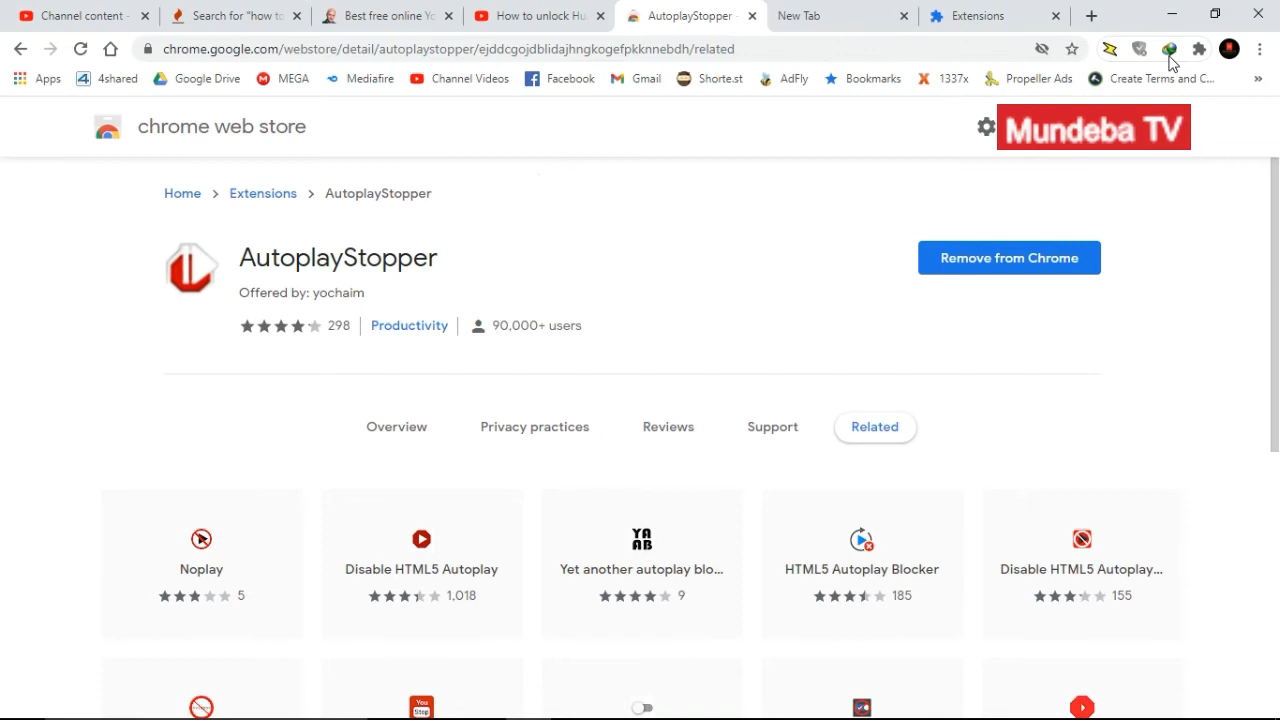 Channel content -
Search for "how to
Best free online Yo
How to unlock Hu
AutoplayStopper -
New Tab
Extensions
chrome.google.com/webstore/detail/autoplaystopper/ejddcgojdblidajhngkogefpkknnebdh/related
Apps
4shared
Google Drive
MEGA
Mediafire
Channel Videos
Facebook
Gmail
Shorte.st
AdFly
Bookmarks
1337x
Propeller Ads
Create Terms and C...
chrome web store
Mundeba TV
Home > Extensions > AutoplayStopper
AutoplayStopper
Remove from Chrome
Offered by: yochaim
298
Productivity
90,000+ users
Overview
Privacy practices
Reviews
Support
Related
Noplay
Disable HTML5 Autoplay
YA
AB
Yet another autoplay blo...
HTML5 Autoplay Blocker
Disable HTML5 Autoplay...
5
1,018
9
185
155
You
Stop